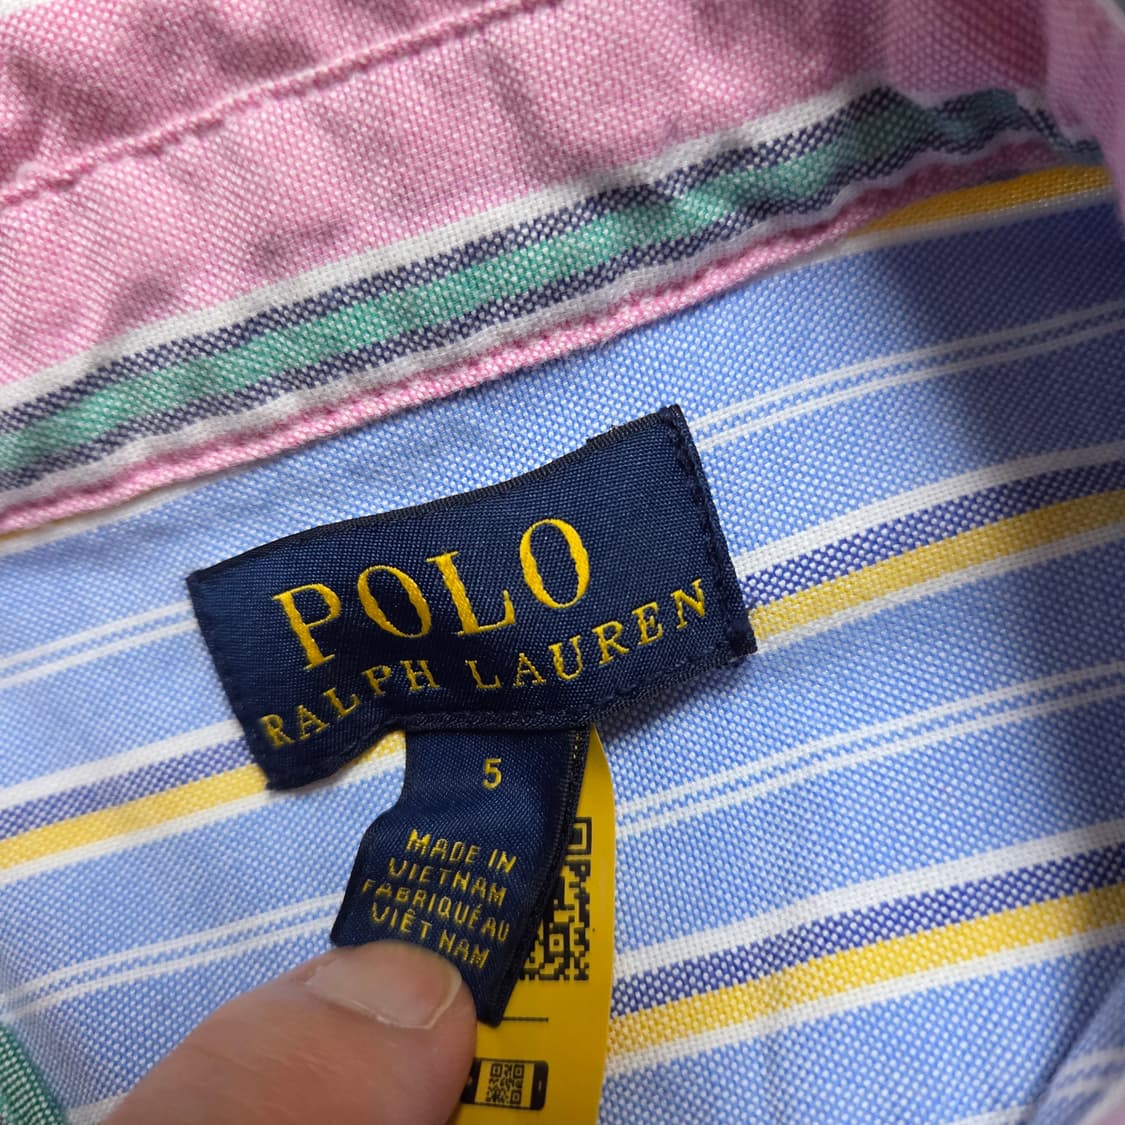 POLO
RALPH LAUREN
5
MADE IN
VIETNAM
FABRIQUÉ AU
VIÊT NAM